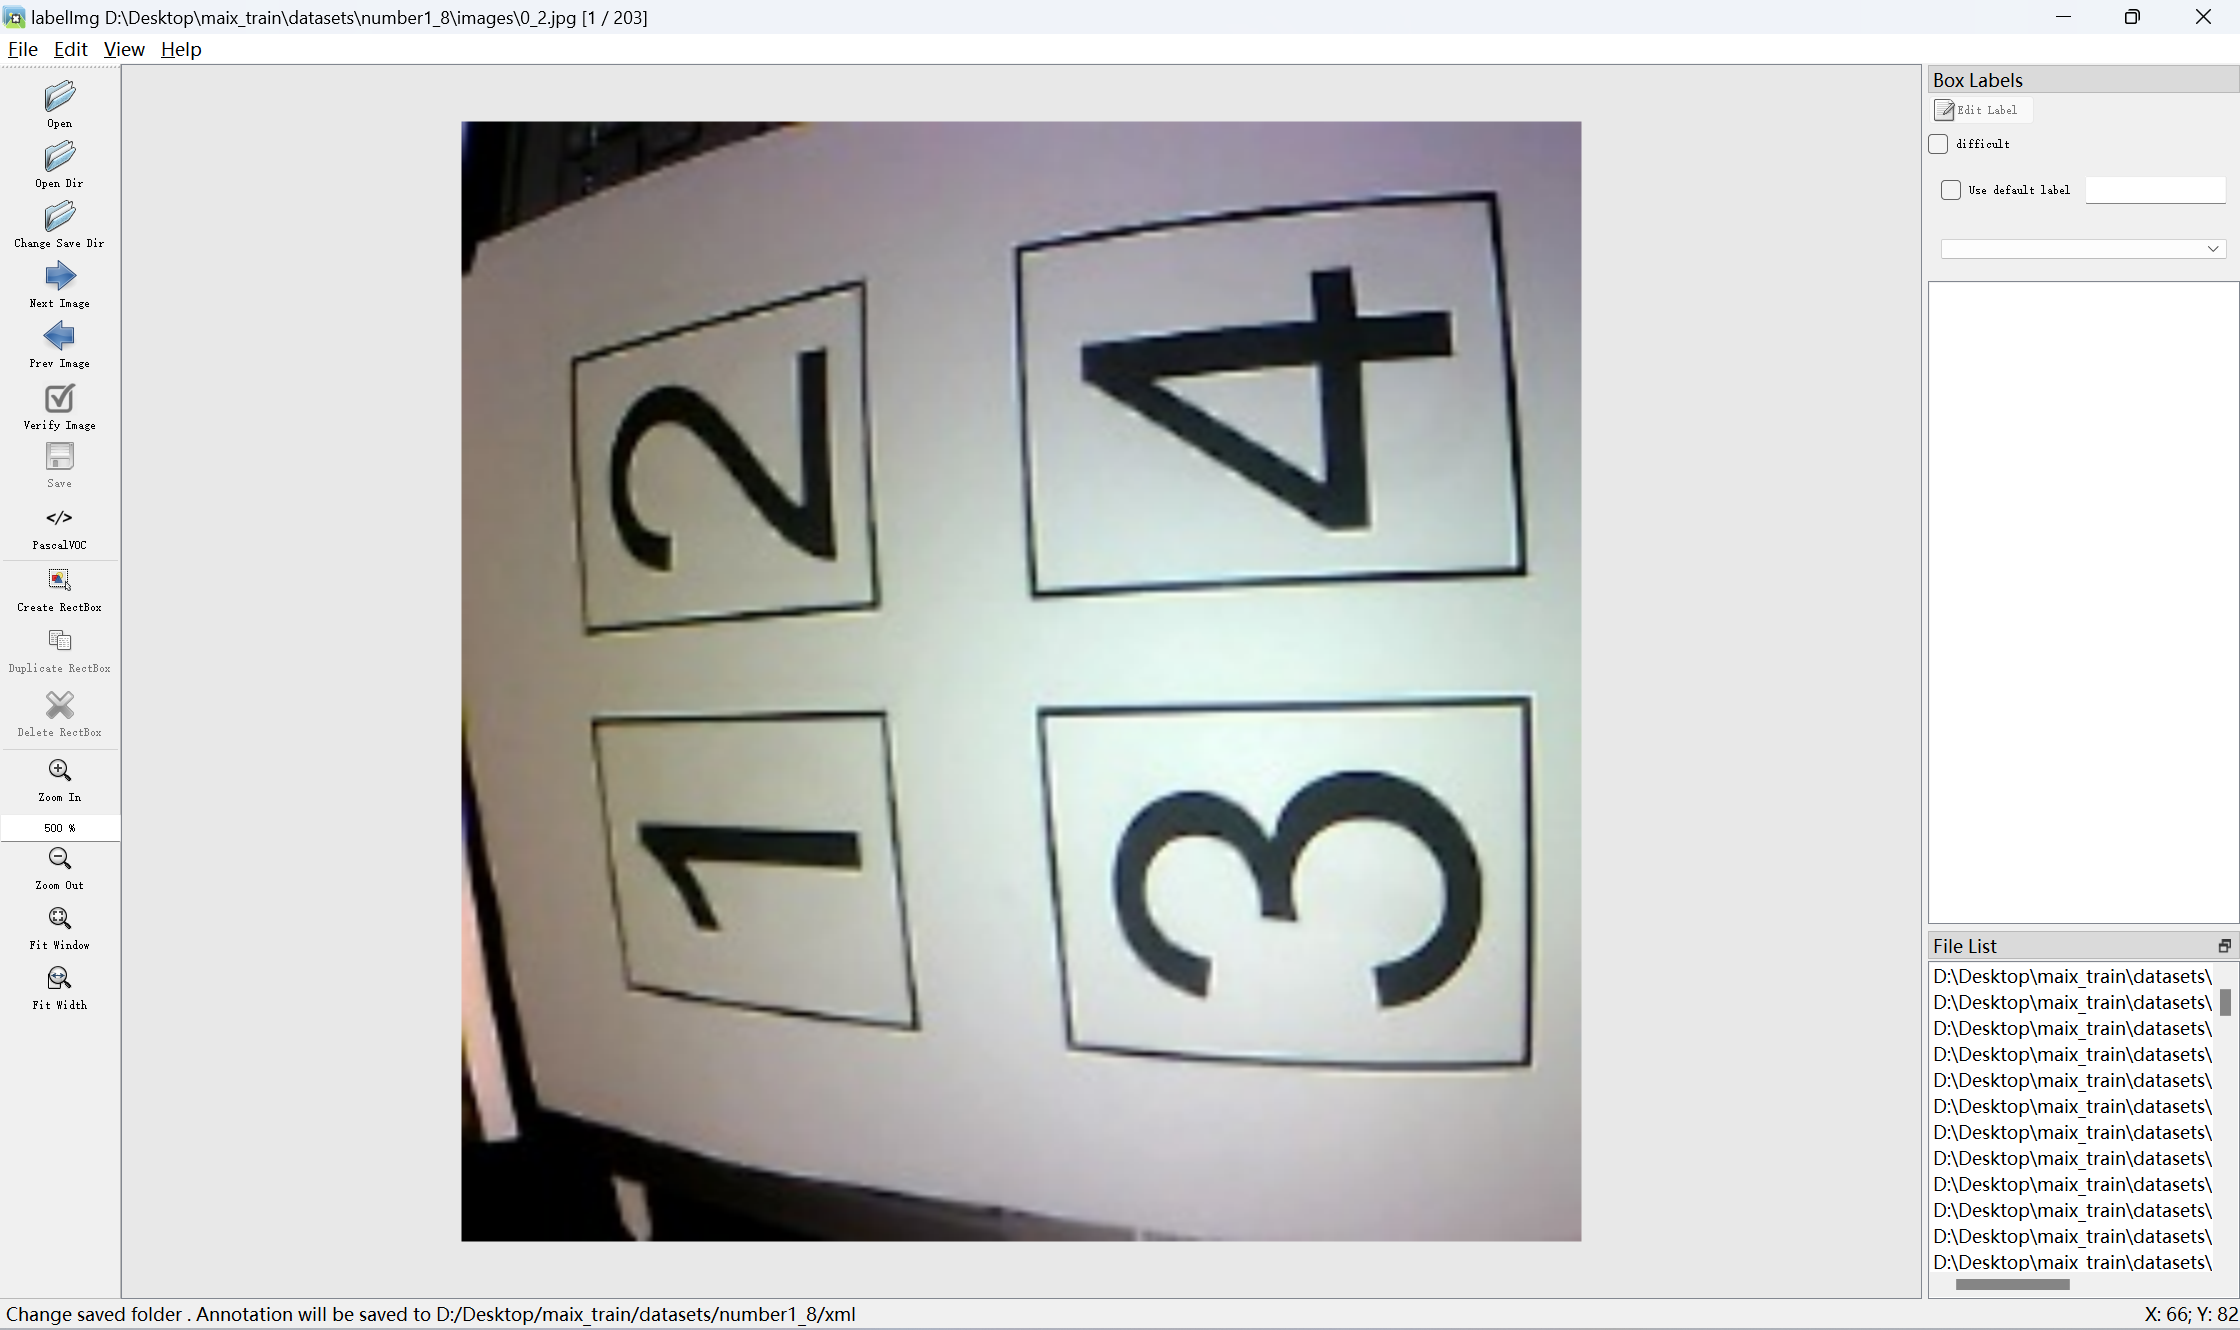 labelImg D:\Desktop\maix_train\datasets\number1_8\images\0_2.jpg [1 / 203]
File Edit View Help
Open
Open Dir
Change Save Dir
Next Image
Prev Image
Verify Image
Save
</>
PascalVOC
Create RectBox
Duplicate RectBox
Delete RectBox
Zoom In
500 %
Zoom Out
Fit Window
Fit Width
2
4
1
3
Box Labels
Edit Label
difficult
Use default label
File List
D:\Desktop\maix_train\datasets\
D:\Desktop\maix_train\datasets\
D:\Desktop\maix_train\datasets\
D:\Desktop\maix_train\datasets\
D:\Desktop\maix_train\datasets\
D:\Desktop\maix_train\datasets\
D:\Desktop\maix_train\datasets\
D:\Desktop\maix_train\datasets\
D:\Desktop\maix_train\datasets\
D:\Desktop\maix_train\datasets\
D:\Desktop\maix_train\datasets\
D:\Desktop\maix_train\datasets\
Change saved folder . Annotation will be saved to D:/Desktop/maix_train/datasets/number1_8/xml
X: 66; Y: 82